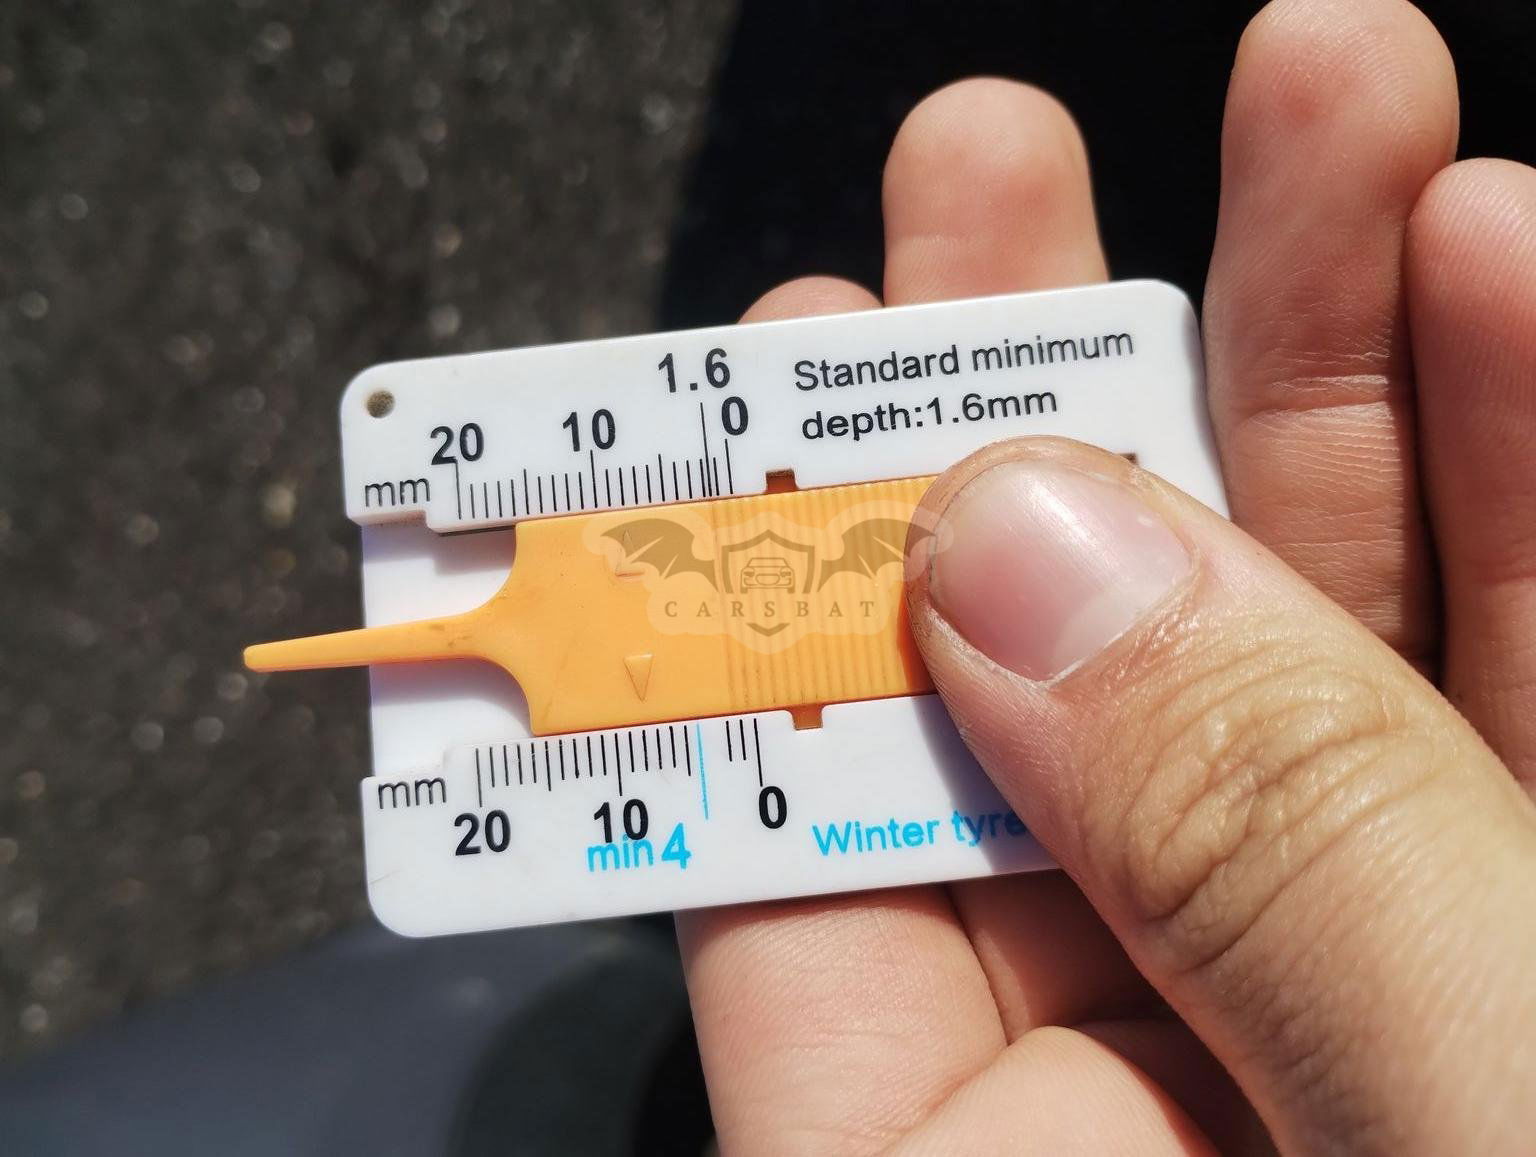 1.6
Standard minimum
20 10 0
depth:1.6mm
mm
CARSBAT
mm
20 10 0
min 4
Winter tyre